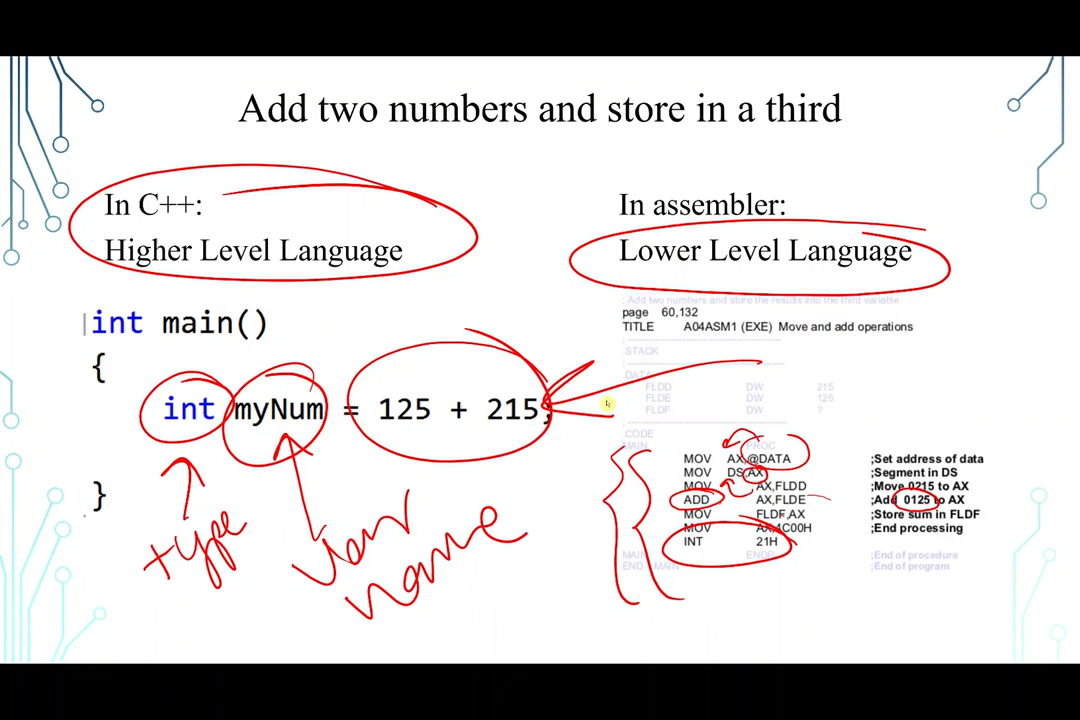 Add two numbers and store in a third
In C++:
Higher Level Language
int main()
{
int myNum = 125 + 215;
}
type
var
name
In assembler:
Lower Level Language
; Add two numbers and store the results into the third variable
page 60,132
TITLE A04ASM1 (EXE) Move and add operations
; ------------------------------------------
.STACK
; ------------------------------------------
.DATA
FLDD DW 215
FLDE DW 125
FLDF DW ?
; ------------------------------------------
.CODE
MAIN PROC
MOV AX,@DATA ;Set address of data
MOV DS,AX ;Segment in DS
MOV AX,FLDD ;Move 0215 to AX
ADD AX,FLDE ;Add 0125 to AX
MOV FLDF,AX ;Store sum in FLDF
MOV AX,4C00H ;End processing
INT 21H
MAIN ENDP ;End of procedure
END MAIN ;End of program